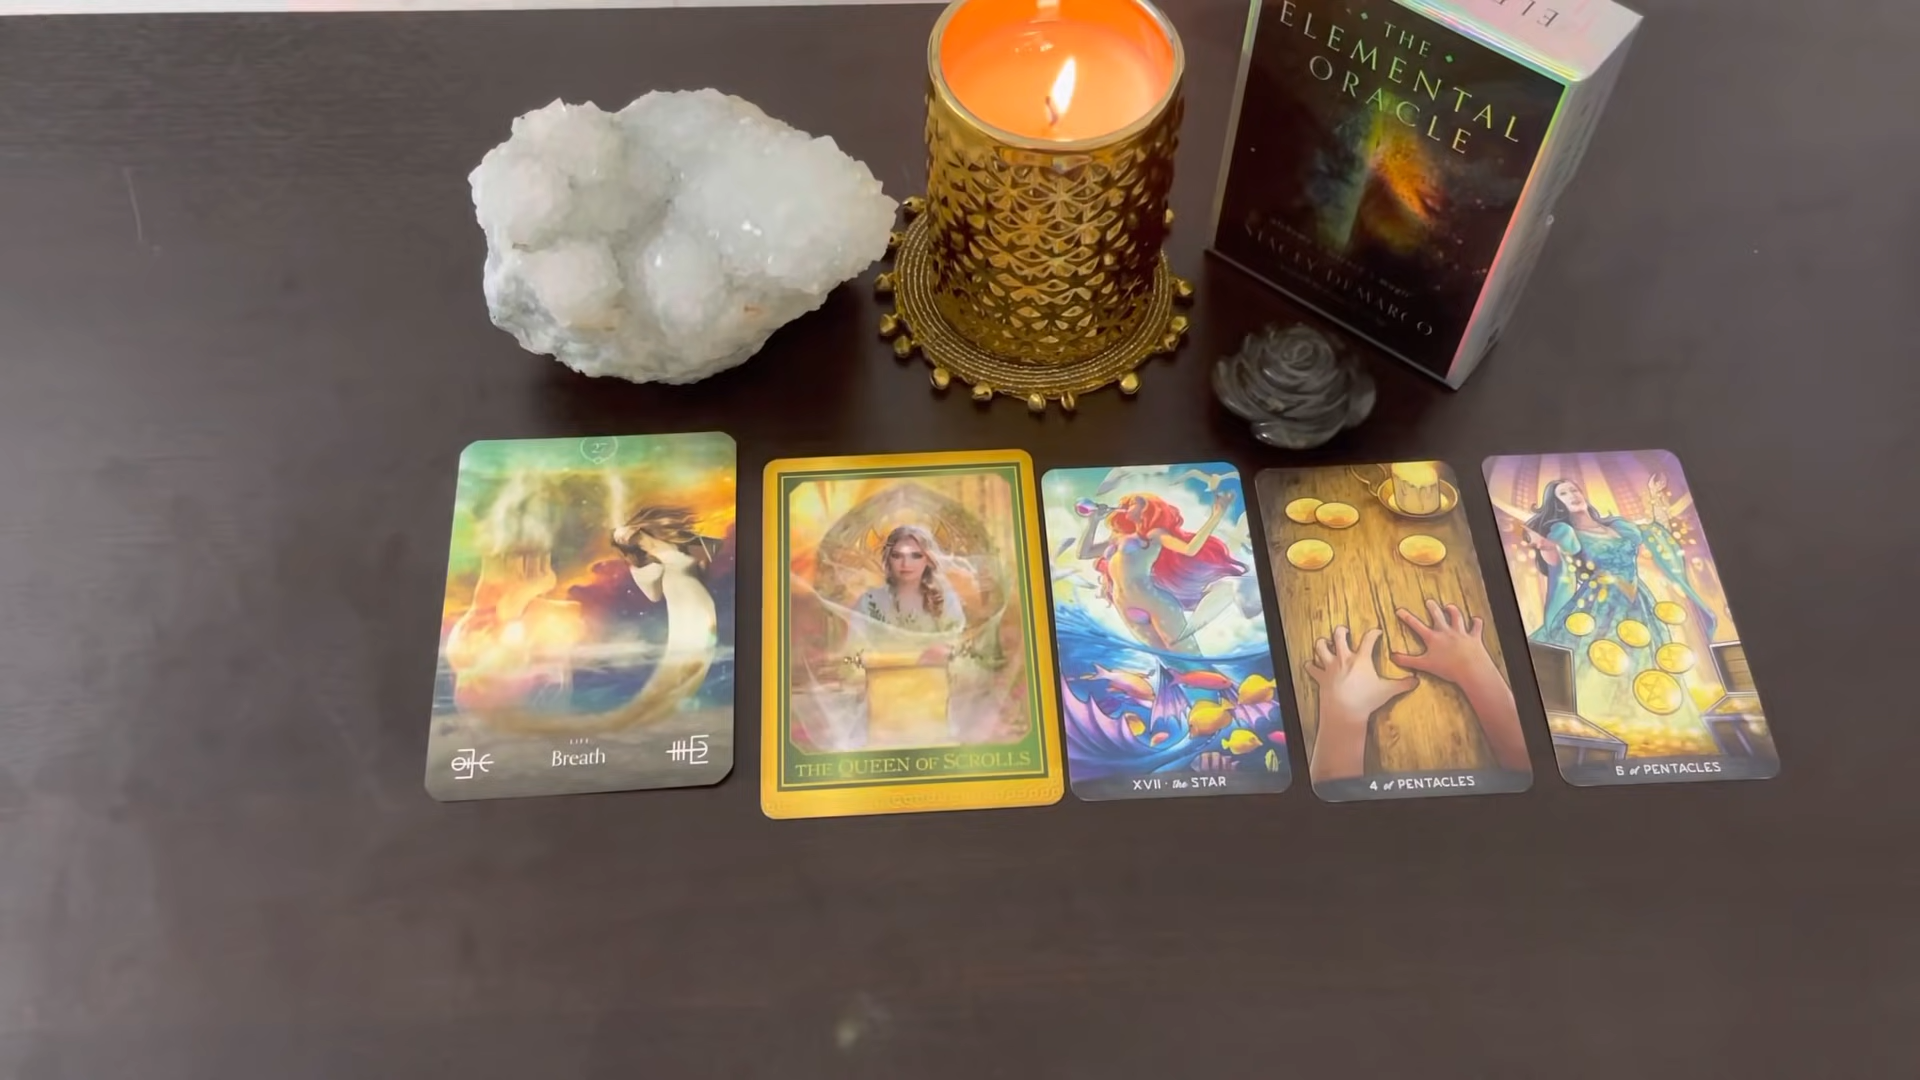 THE
ELEMENTAL
ORACLE
STACEY DEMARCO
27
LIFE
Breath
THE QUEEN OF SCROLLS
XVII · the STAR
4 of PENTACLES
6 of PENTACLES